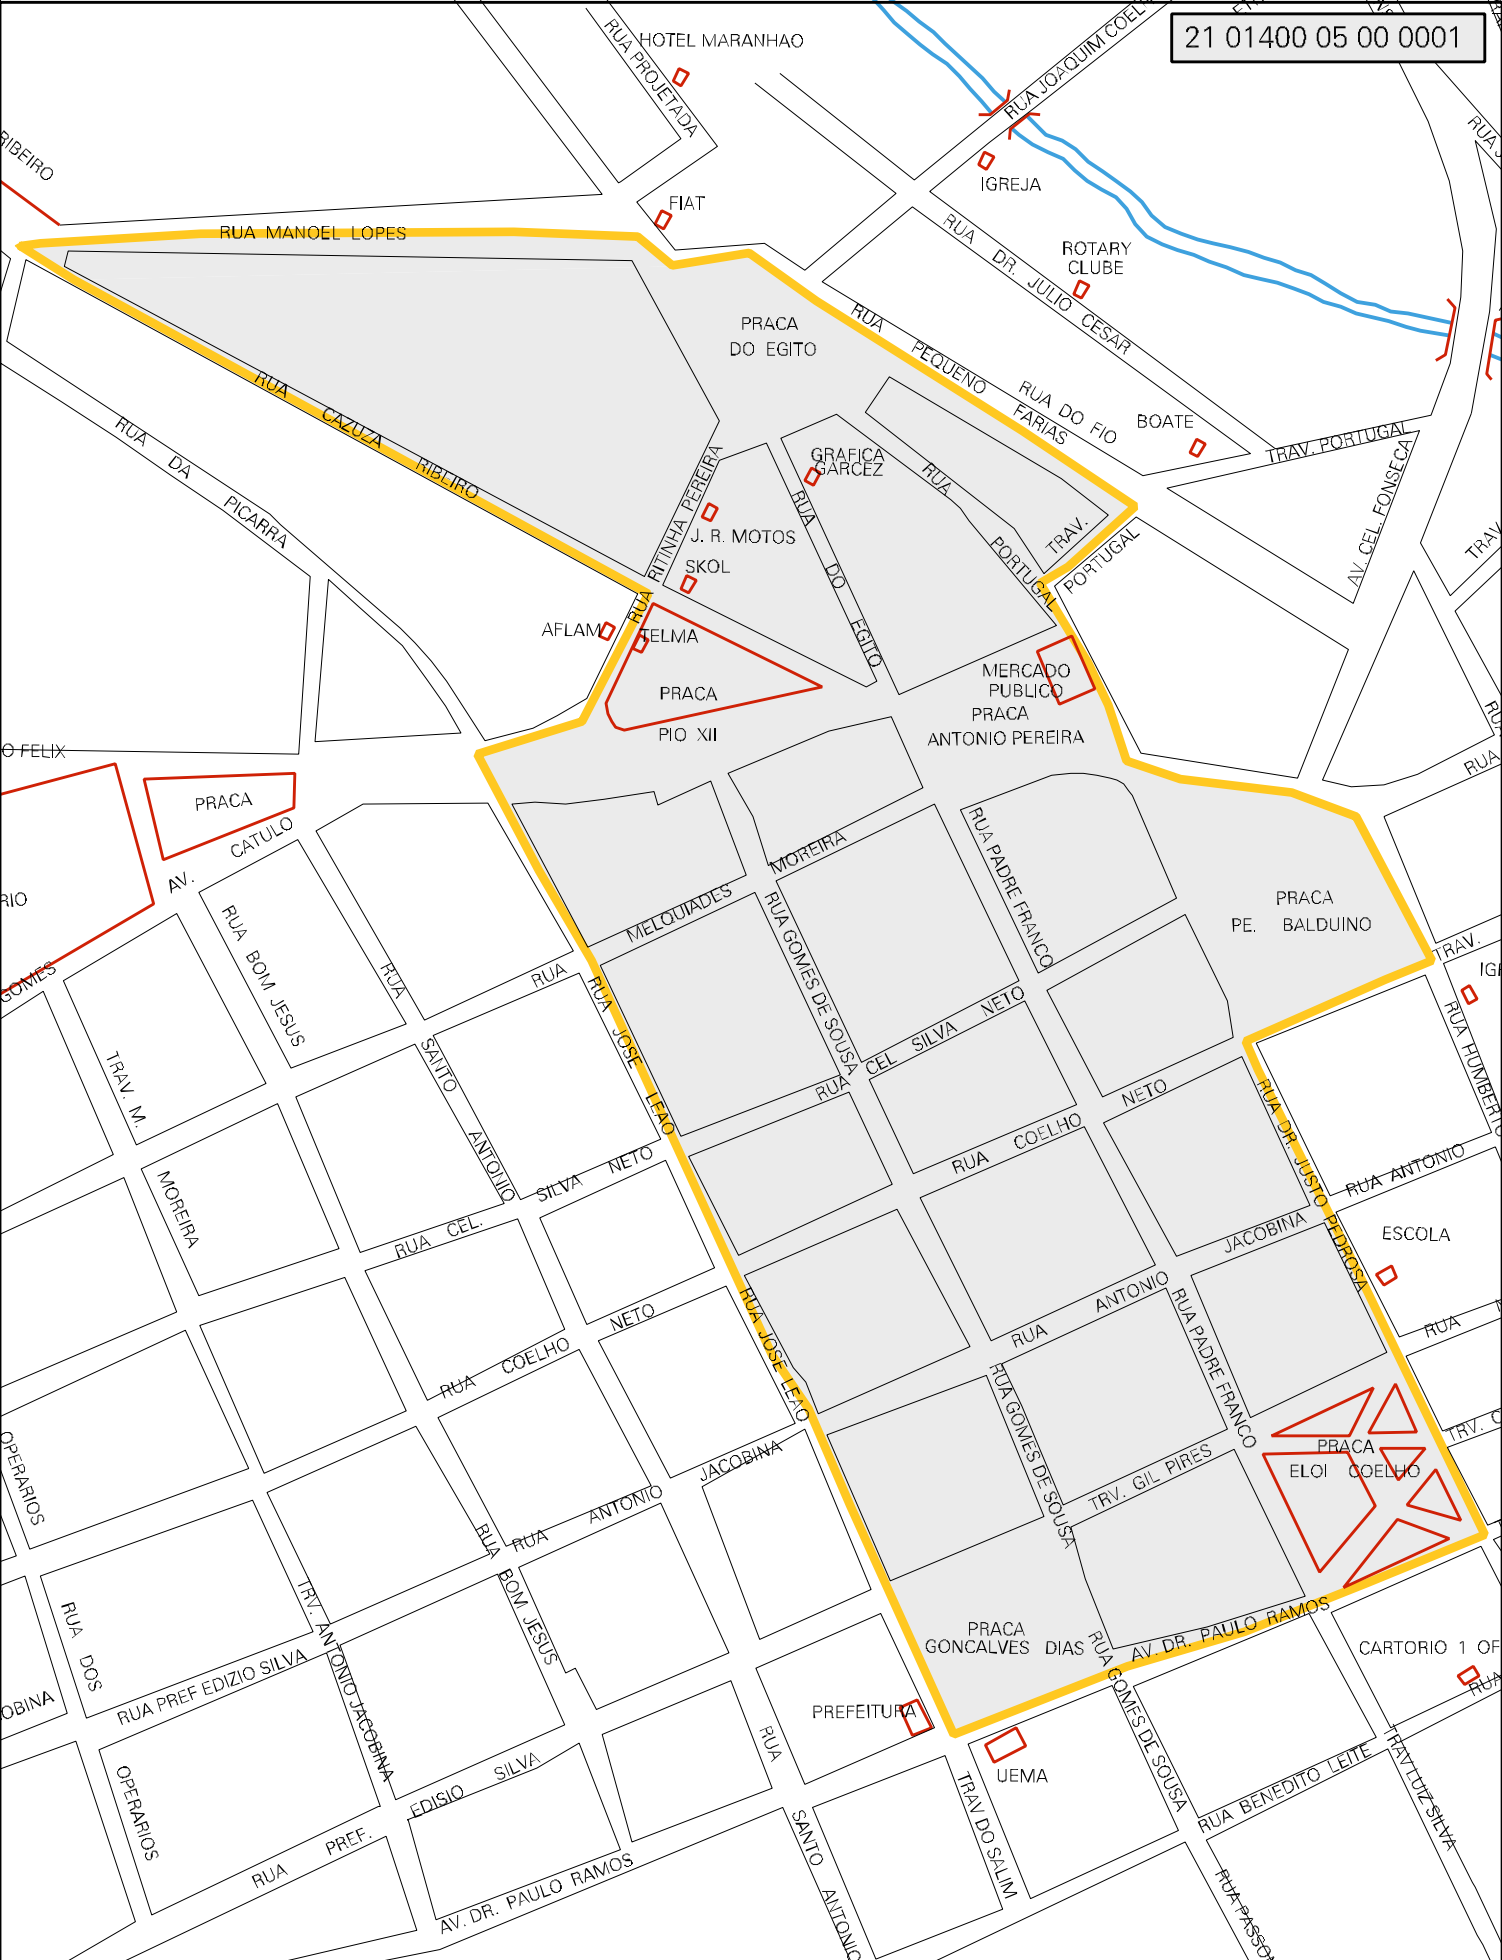 21 01400 05 00 0001
HOTEL MARANHAO
RUA PROJETADA
RUA JOAQUIM COEL
RIBEIRO
IGREJA
FIAT
RUA MANOEL LOPES
RUA DR. JULIO CESAR
ROTARY
CLUBE
PRACA
DO EGITO
RUA PEQUENO FARIAS
RUA DO FIO
BOATE
TRAV. PORTUGAL
AV. CEL. FONSECA
TRAV
RUA CAZUZA RIBEIRO
RUA DA PICARRA
GRAFICA
GARCEZ
RUA RITINHA PEREIRA
J. R. MOTOS
SKOL
RUA DO EGITO
RUA PORTUGAL
TRAV. PORTUGAL
AFLAM
TELMA
PRACA
PIO XII
MERCADO
PUBLICO
PRACA
ANTONIO PEREIRA
O FELIX
PRACA
AV. CATULO
RIO
GOMES
RUA
RUA
MELQUIADES MOREIRA
RUA PADRE FRANCO
RUA GOMES DE SOUSA
PRACA
PE. BALDUINO
TRAV.
IGR
RUA HUMBERTO
RUA BOM JESUS
RUA SANTO ANTONIO
RUA
RUA JOSE LEAO
RUA CEL SILVA NETO
TRAV. M. MOREIRA
RUA CEL. SILVA NETO
RUA COELHO NETO
RUA DR. JUSTO PEDROSA
RUA ANTONIO
ESCOLA
RUA ANTONIO JACOBINA
RUA COELHO NETO
RUA JOSE LEAO
RUA PADRE FRANCO
RUA
RUA GOMES DE SOUSA
TRV. GIL PIRES
PRACA
ELOI COELHO
TRV. G
OPERARIOS
RUA ANTONIO JACOBINA
RUA BOM JESUS
TRV. ANTONIO JACOBINA
RUA DOS OPERARIOS
RUA PREF EDIZIO SILVA
OBINA
PRACA
GONCALVES DIAS
AV. DR. PAULO RAMOS
CARTORIO 1 OF
RUA
PREFEITURA
UEMA
RUA GOMES DE SOUSA
RUA BENEDITO LEITE
TRAV LUIZ SILVA
RUA PREF. EDISIO SILVA
RUA SANTO ANTONIO
TRAV DO SALIM
AV. DR. PAULO RAMOS
RUA PASSO